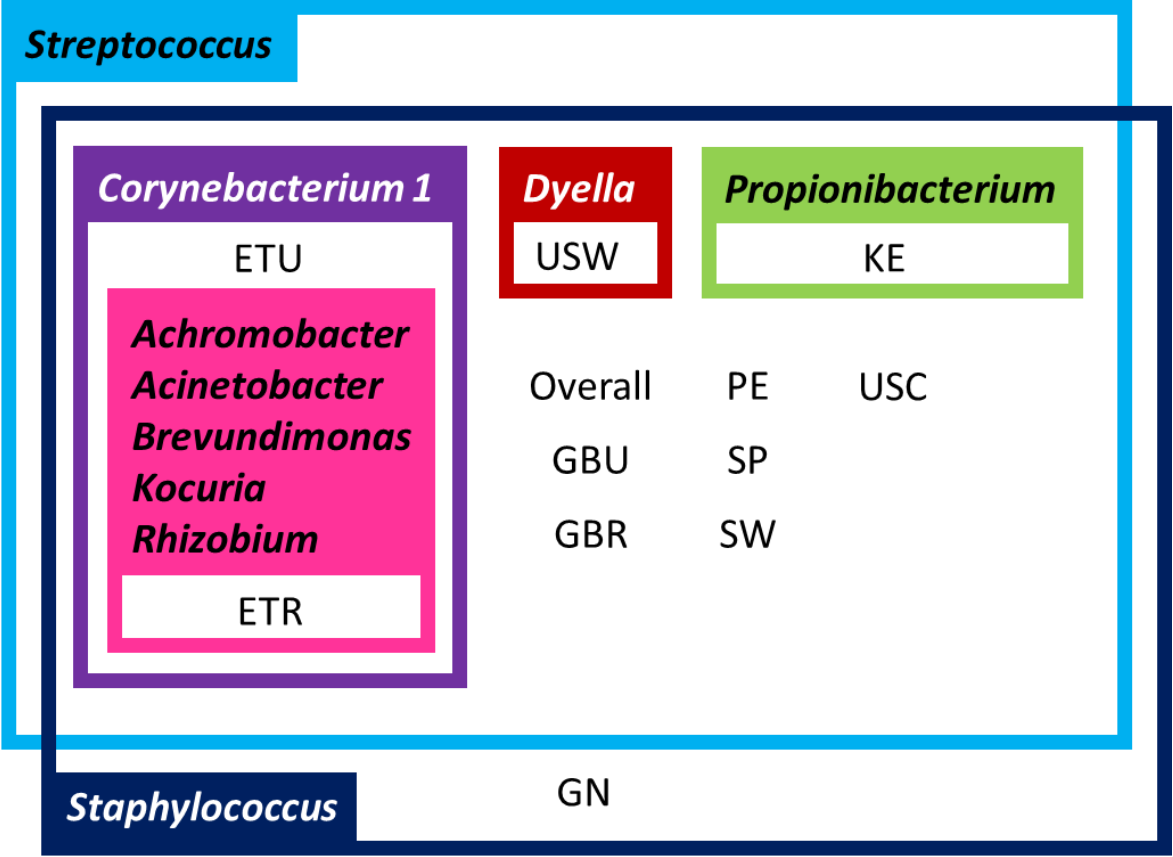 Streptococcus
Corynebacterium 1
ETU
Achromobacter
Acinetobacter
Brevundimonas
Kocuria
Rhizobium
ETR
Dyella
USW
Propionibacterium
KE
Overall PE USC
GBU SP
GBR SW
GN
Staphylococcus